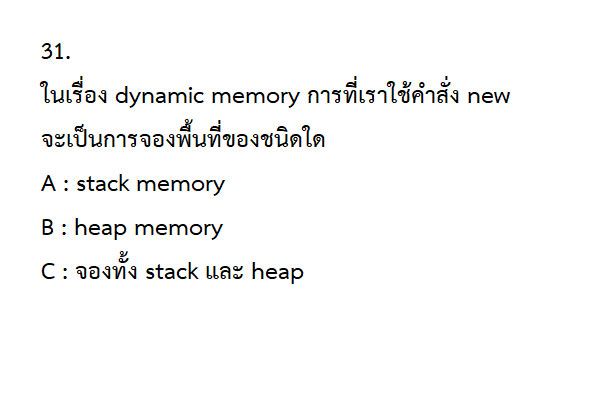 31.
ในเรื่อง dynamic memory การที่เราใช้คำสั่ง new
จะเป็นการจองพื้นที่ของชนิดใด
A : stack memory
B : heap memory
C : จองทั้ง stack และ heap